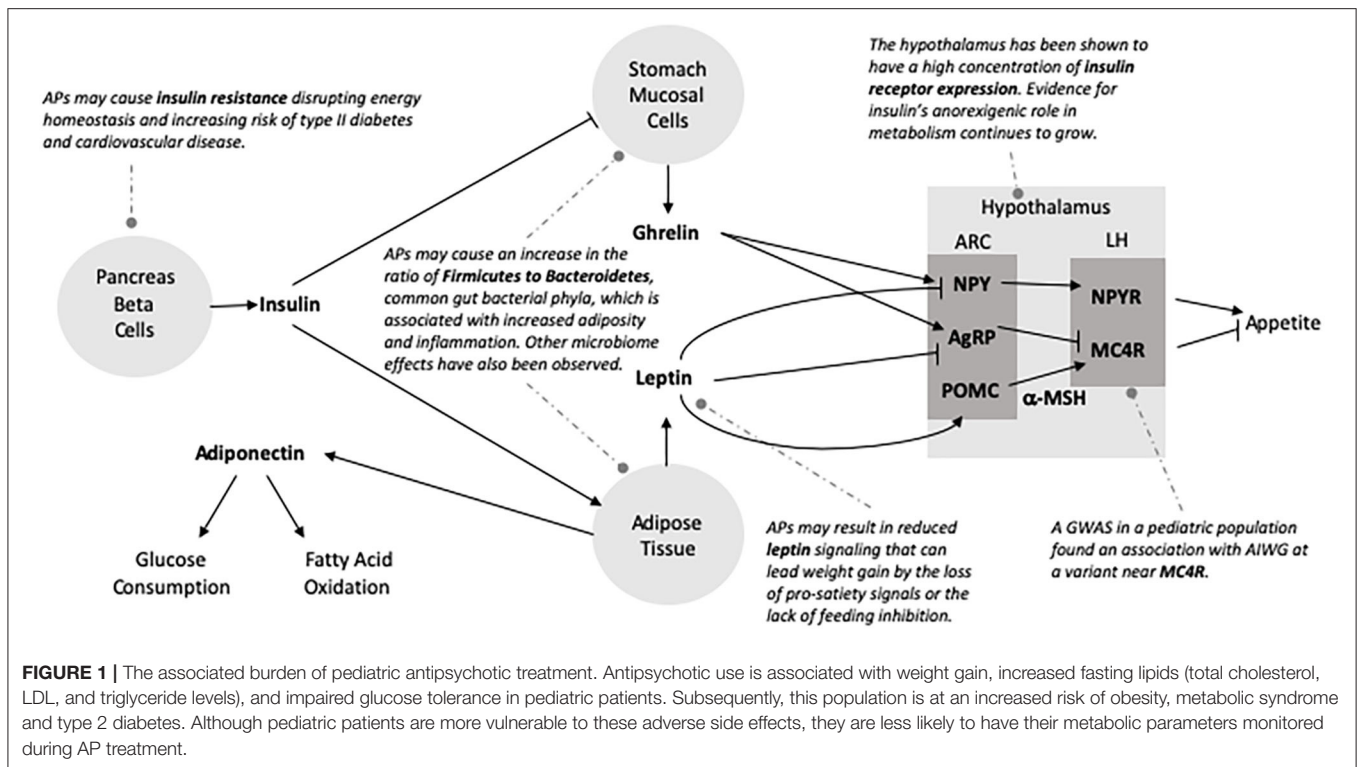 APs may cause insulin resistance disrupting energy
homeostasis and increasing risk of type II diabetes
and cardiovascular disease.
Stomach
Mucosal
Cells
The hypothalamus has been shown to
have a high concentration of insulin
receptor expression. Evidence for
insulin's anorexigenic role in
metabolism continues to grow.
Pancreas
Beta
Cells
Insulin
Ghrelin
APs may cause an increase in the
ratio of Firmicutes to Bacteroidetes,
common gut bacterial phyla, which is
associated with increased adiposity
and inflammation. Other microbiome
effects have also been observed.
Leptin
Hypothalamus
ARC
LH
NPY
AgRP
POMC
α-MSH
NPYR
MC4R
Appetite
Adiponectin
Glucose
Consumption
Fatty Acid
Oxidation
Adipose
Tissue
APs may result in reduced
leptin signaling that can
lead weight gain by the loss
of pro-satiety signals or the
lack of feeding inhibition.
A GWAS in a pediatric population
found an association with AIWG at
a variant near MC4R.
FIGURE 1 | The associated burden of pediatric antipsychotic treatment. Antipsychotic use is associated with weight gain, increased fasting lipids (total cholesterol,
LDL, and triglyceride levels), and impaired glucose tolerance in pediatric patients. Subsequently, this population is at an increased risk of obesity, metabolic syndrome
and type 2 diabetes. Although pediatric patients are more vulnerable to these adverse side effects, they are less likely to have their metabolic parameters monitored
during AP treatment.